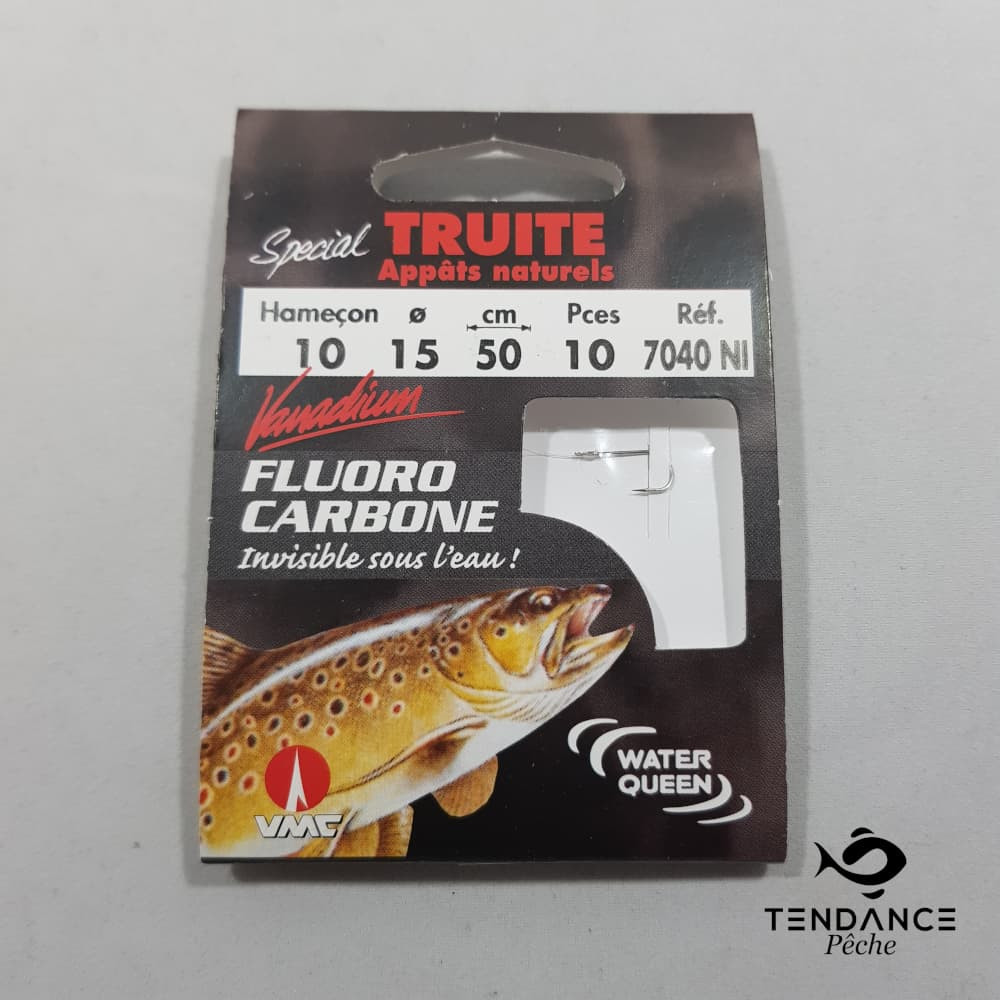 Special TRUITE
Appâts naturels
Hameçon ø cm Pces Réf.
10 15 50 10 7040 NI
Vanadium
FLUORO
CARBONE
Invisible sous l'eau !
WATER
QUEEN
VMC
TENDANCE
Pêche